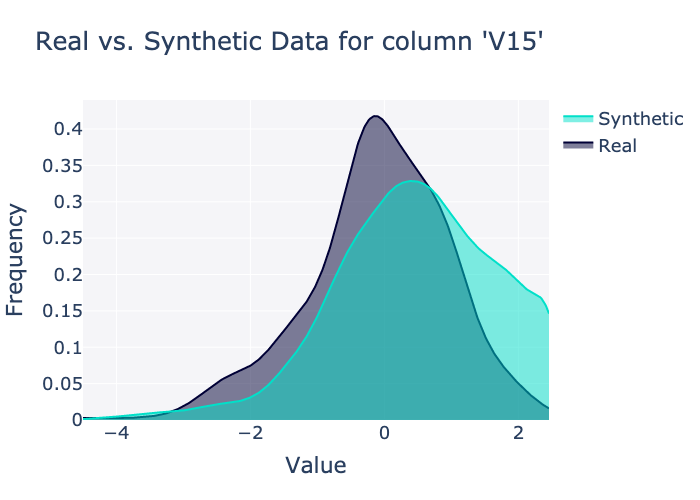 Real vs. Synthetic Data for column 'V15'
Synthetic
Real
Frequency
0.4
0.35
0.3
0.25
0.2
0.15
0.1
0.05
0
−4
−2
0
2
Value